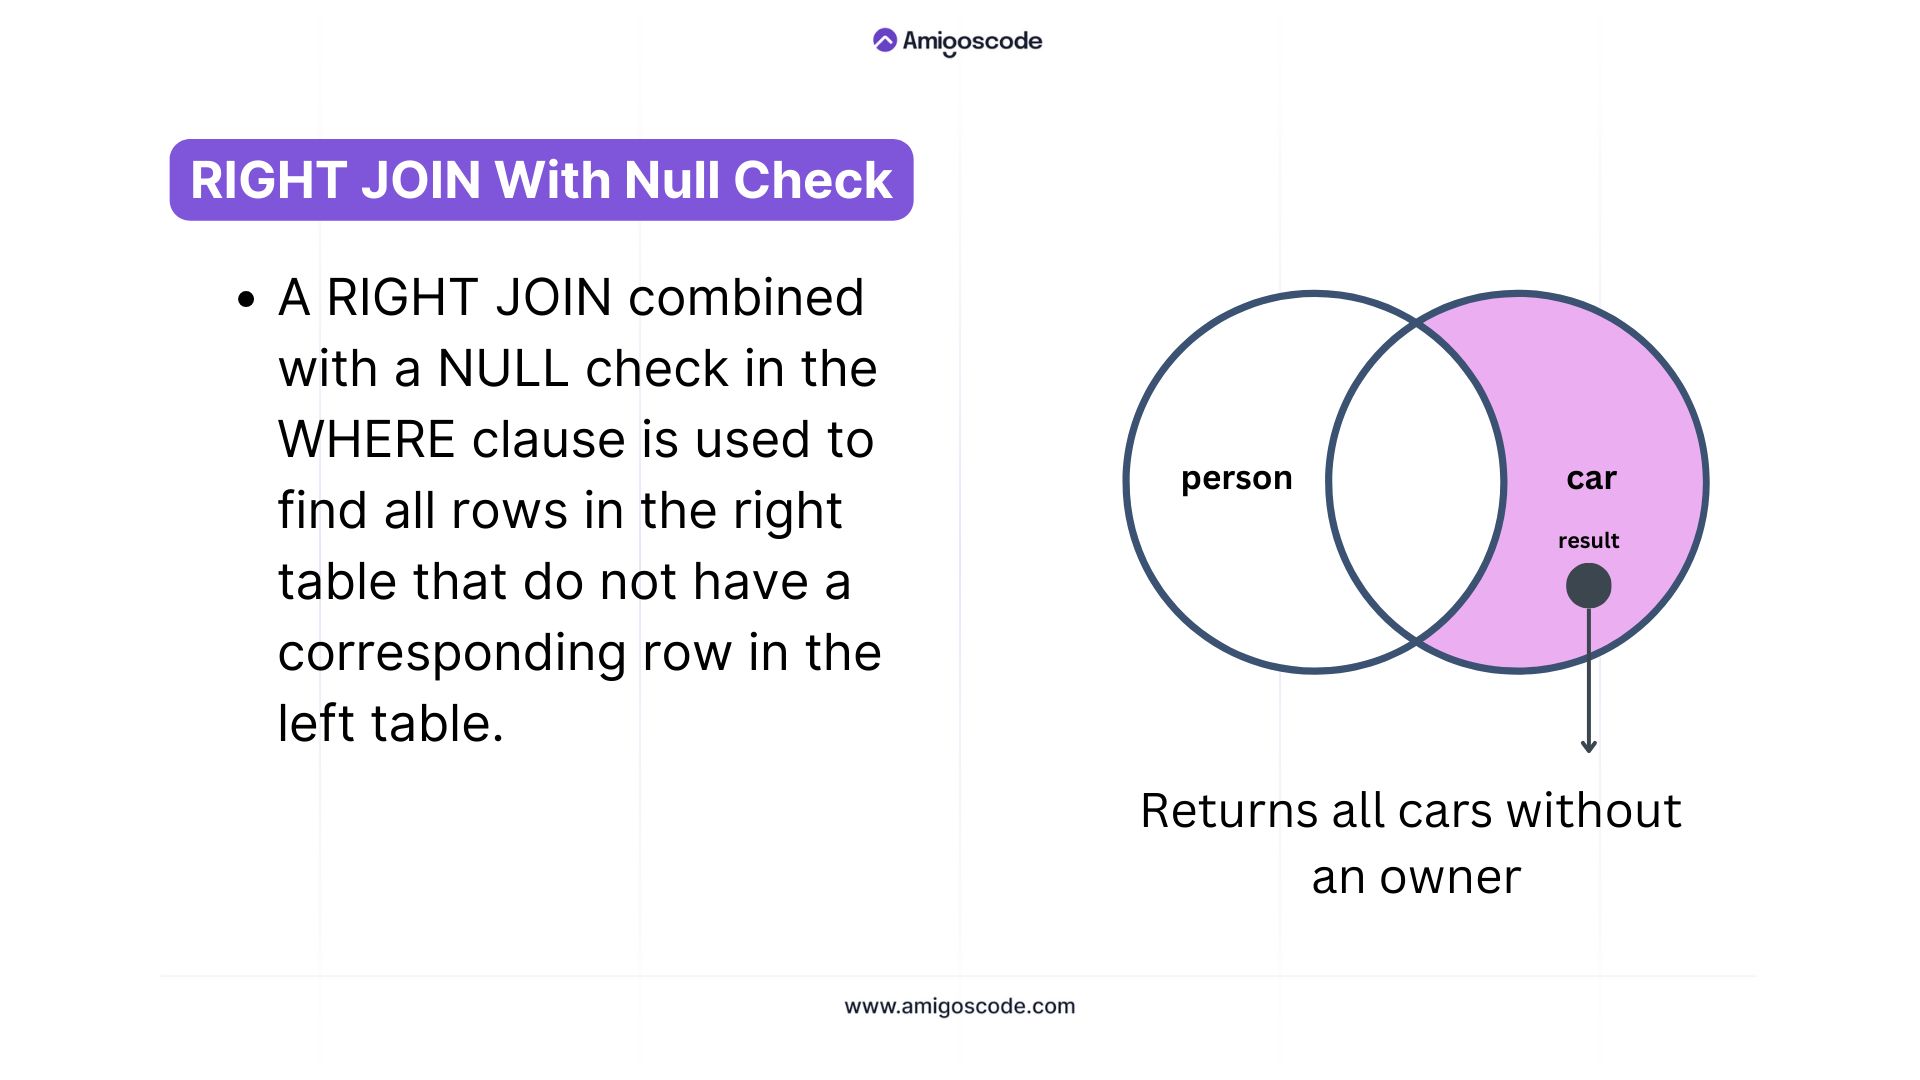 Amigoscode
RIGHT JOIN With Null Check
• A RIGHT JOIN combined
with a NULL check in the
WHERE clause is used to
find all rows in the right
table that do not have a
corresponding row in the
left table.
person
car
result
Returns all cars without
an owner
www.amigoscode.com